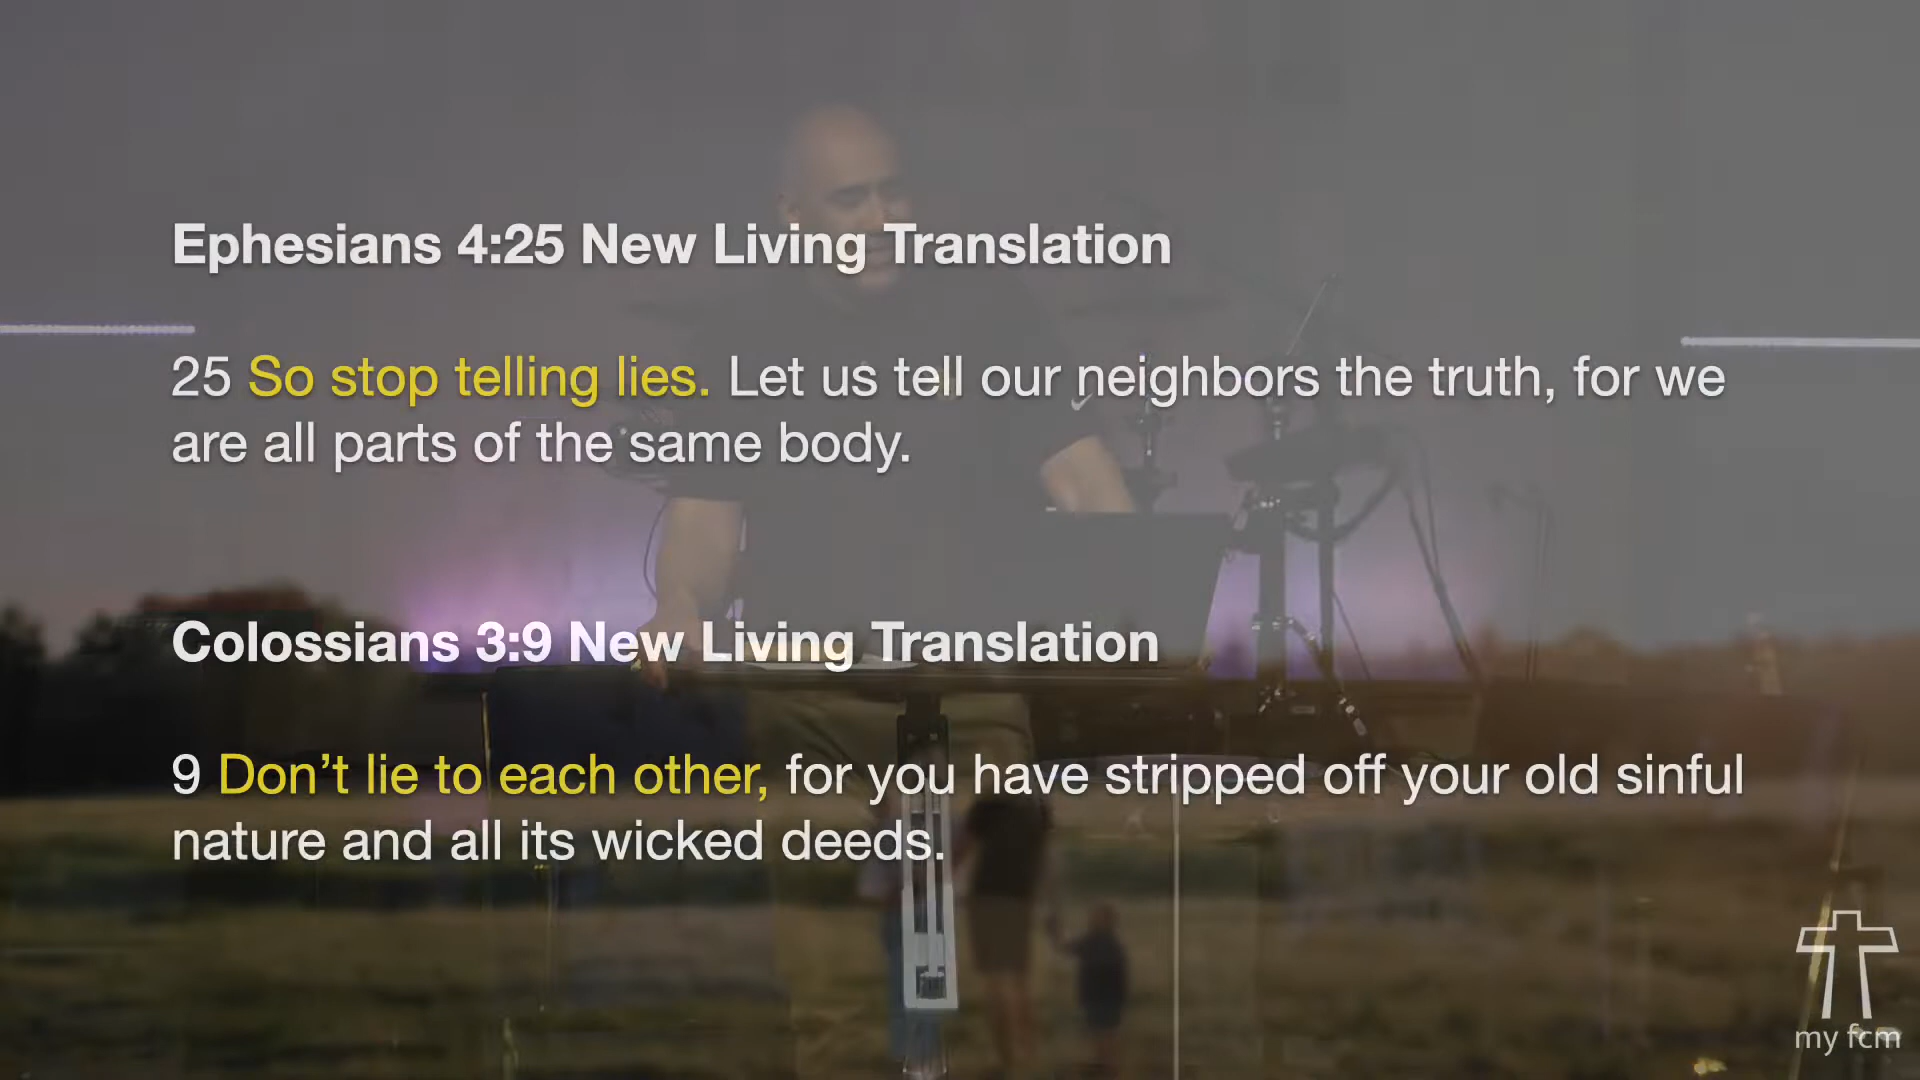 Ephesians 4:25 New Living Translation
25 So stop telling lies. Let us tell our neighbors the truth, for we
are all parts of the same body.
Colossians 3:9 New Living Translation
9 Don’t lie to each other, for you have stripped off your old sinful
nature and all its wicked deeds.
my fcm